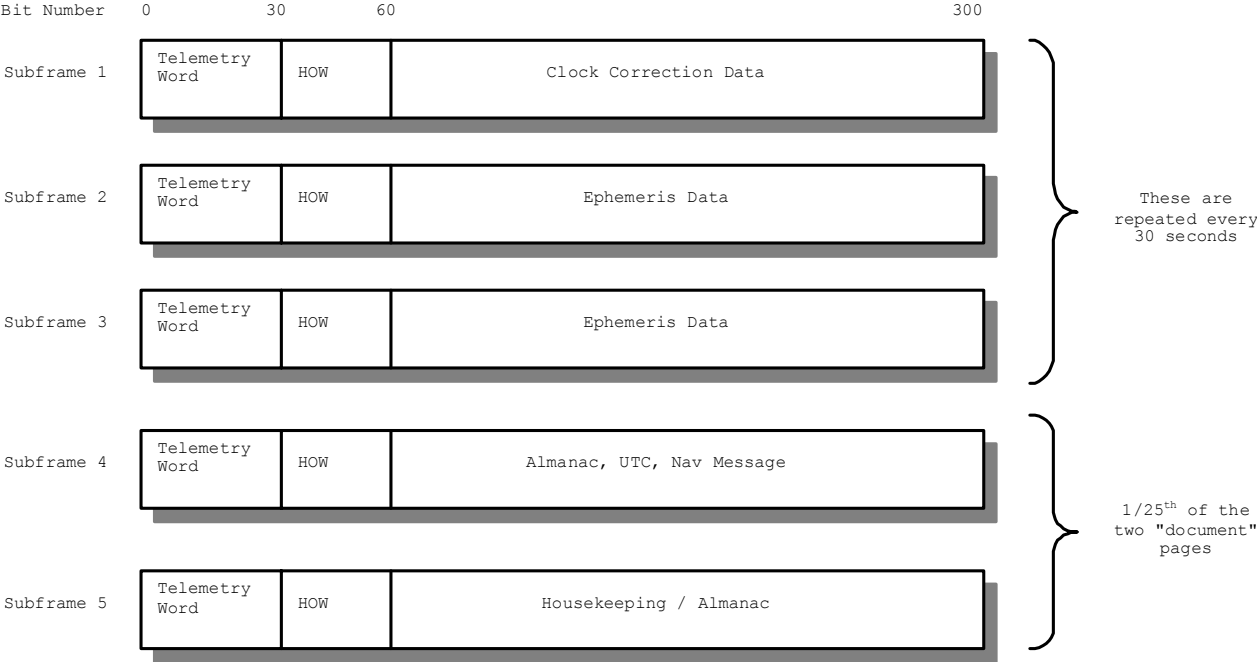 Bit Number 0 30 60 300
Subframe 1 Telemetry Word HOW Clock Correction Data
Subframe 2 Telemetry Word HOW Ephemeris Data
These are
repeated every
30 seconds
Subframe 3 Telemetry Word HOW Ephemeris Data
Subframe 4 Telemetry Word HOW Almanac, UTC, Nav Message
1/25th of the
two "document"
pages
Subframe 5 Telemetry Word HOW Housekeeping / Almanac